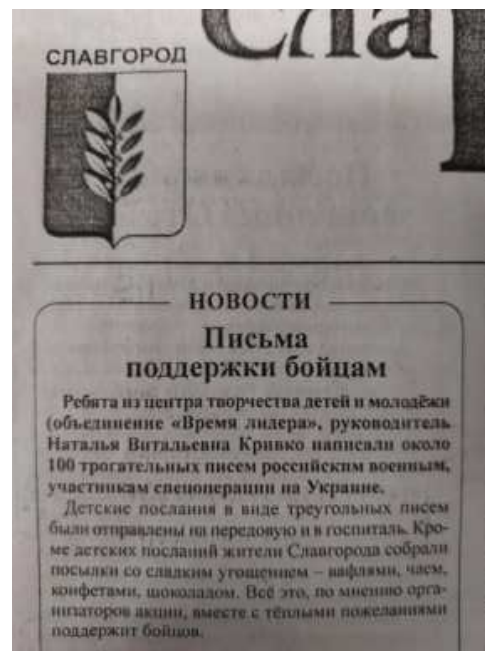 СЛАВГОРОД
Сла
НОВОСТИ
Письма
поддержки бойцам
Ребята из центра творчества детей и молодёжи
(объединение «Время лидера», руководитель
Наталья Витальевна Кривко написали около
100 трогательных писем российским военным,
участникам спецоперации на Украине.
Детские послания в виде треугольных писем
были отправлены на передовую и в госпиталь. Кро-
ме детских посланий жители Славгорода собрали
посылки со сладким угощением – вафлями, чаем,
конфетами, шоколадом. Всё это, по мнению орга-
низаторов акции, вместе с тёплыми пожеланиями
поддержит бойцов.